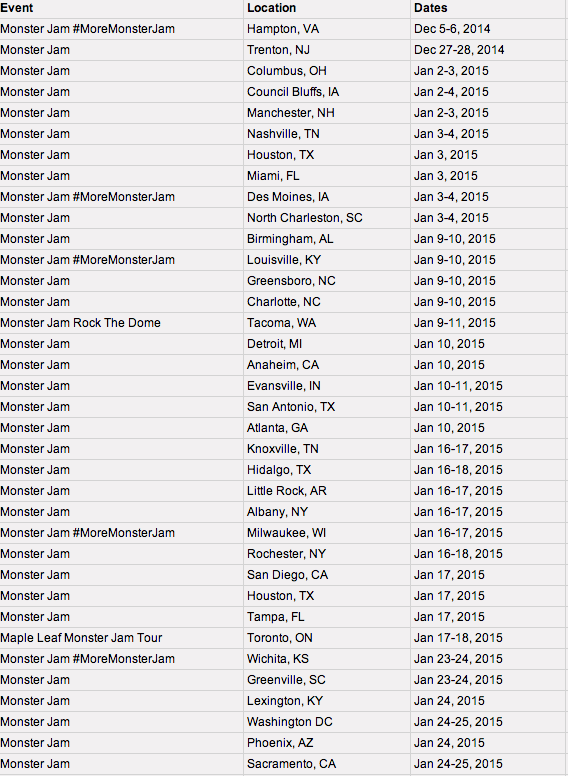 Event Location Dates
Monster Jam #MoreMonsterJam Hampton, VA Dec 5-6, 2014
Monster Jam Trenton, NJ Dec 27-28, 2014
Monster Jam Columbus, OH Jan 2-3, 2015
Monster Jam Council Bluffs, IA Jan 2-4, 2015
Monster Jam Manchester, NH Jan 2-3, 2015
Monster Jam Nashville, TN Jan 3-4, 2015
Monster Jam Houston, TX Jan 3, 2015
Monster Jam Miami, FL Jan 3, 2015
Monster Jam #MoreMonsterJam Des Moines, IA Jan 3-4, 2015
Monster Jam North Charleston, SC Jan 3-4, 2015
Monster Jam Birmingham, AL Jan 9-10, 2015
Monster Jam #MoreMonsterJam Louisville, KY Jan 9-10, 2015
Monster Jam Greensboro, NC Jan 9-10, 2015
Monster Jam Charlotte, NC Jan 9-10, 2015
Monster Jam Rock The Dome Tacoma, WA Jan 9-11, 2015
Monster Jam Detroit, MI Jan 10, 2015
Monster Jam Anaheim, CA Jan 10, 2015
Monster Jam Evansville, IN Jan 10-11, 2015
Monster Jam San Antonio, TX Jan 10-11, 2015
Monster Jam Atlanta, GA Jan 10, 2015
Monster Jam Knoxville, TN Jan 16-17, 2015
Monster Jam Hidalgo, TX Jan 16-18, 2015
Monster Jam Little Rock, AR Jan 16-17, 2015
Monster Jam Albany, NY Jan 16-17, 2015
Monster Jam #MoreMonsterJam Milwaukee, WI Jan 16-17, 2015
Monster Jam Rochester, NY Jan 16-18, 2015
Monster Jam San Diego, CA Jan 17, 2015
Monster Jam Houston, TX Jan 17, 2015
Monster Jam Tampa, FL Jan 17, 2015
Maple Leaf Monster Jam Tour Toronto, ON Jan 17-18, 2015
Monster Jam #MoreMonsterJam Wichita, KS Jan 23-24, 2015
Monster Jam Greenville, SC Jan 23-24, 2015
Monster Jam Lexington, KY Jan 24, 2015
Monster Jam Washington DC Jan 24-25, 2015
Monster Jam Phoenix, AZ Jan 24, 2015
Monster Jam Sacramento, CA Jan 24-25, 2015